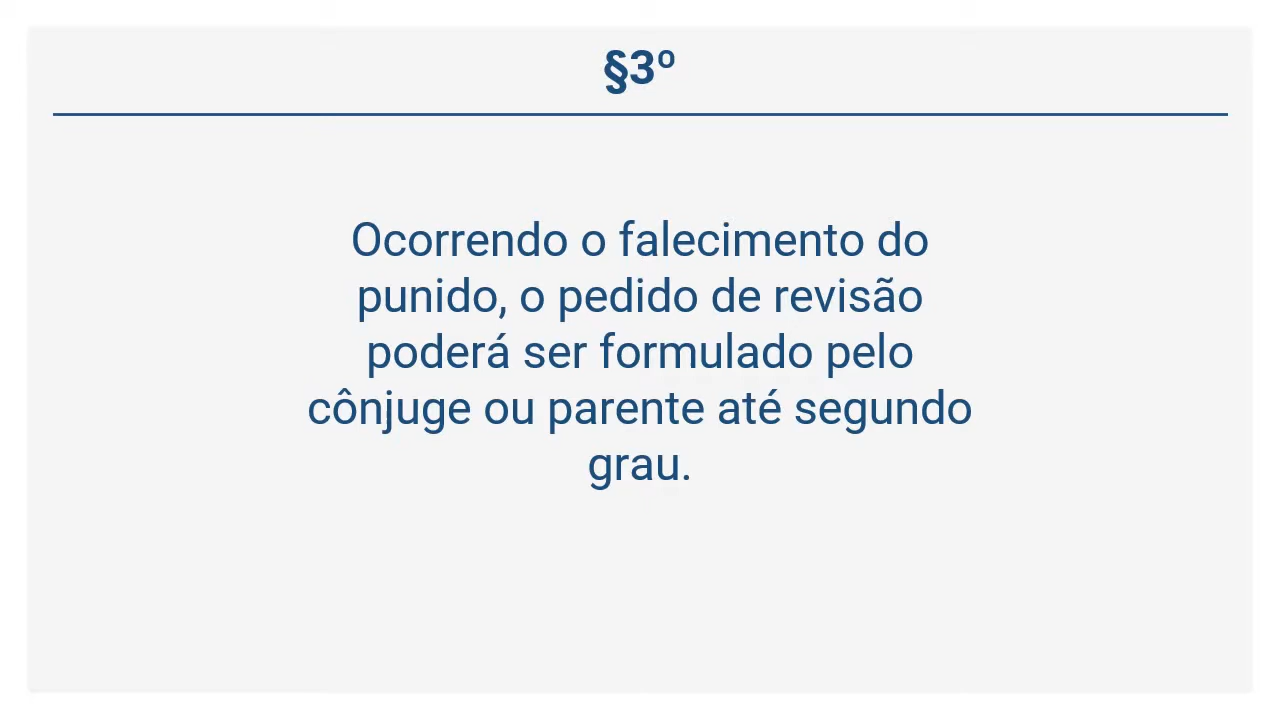 §3º
Ocorrendo o falecimento do
punido, o pedido de revisão
poderá ser formulado pelo
cônjuge ou parente até segundo
grau.